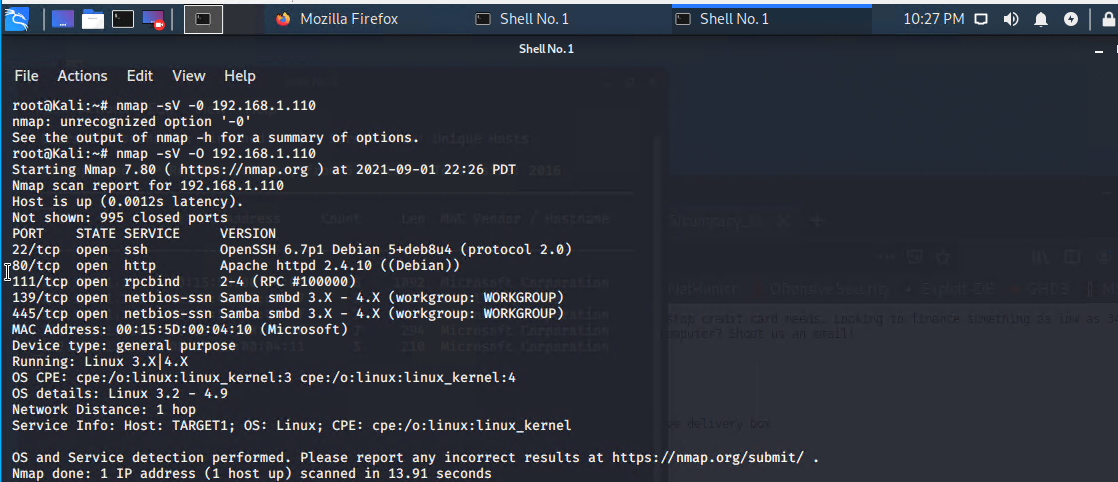 Mozilla Firefox
Shell No. 1
Shell No. 1
10:27 PM
Shell No. 1
File Actions Edit View Help
root@Kali:~# nmap -sV -0 192.168.1.110
nmap: unrecognized option '-0'
See the output of nmap -h for a summary of options.
root@Kali:~# nmap -sV -O 192.168.1.110
Starting Nmap 7.80 ( https://nmap.org ) at 2021-09-01 22:26 PDT
Nmap scan report for 192.168.1.110
Host is up (0.0012s latency).
Not shown: 995 closed ports
PORT STATE SERVICE VERSION
22/tcp open ssh OpenSSH 6.7p1 Debian 5+deb8u4 (protocol 2.0)
80/tcp open http Apache httpd 2.4.10 ((Debian))
111/tcp open rpcbind 2-4 (RPC #100000)
139/tcp open netbios-ssn Samba smbd 3.X - 4.X (workgroup: WORKGROUP)
445/tcp open netbios-ssn Samba smbd 3.X - 4.X (workgroup: WORKGROUP)
MAC Address: 00:15:5D:00:04:10 (Microsoft)
Device type: general purpose
Running: Linux 3.X|4.X
OS CPE: cpe:/o:linux:linux_kernel:3 cpe:/o:linux:linux_kernel:4
OS details: Linux 3.2 - 4.9
Network Distance: 1 hop
Service Info: Host: TARGET1; OS: Linux; CPE: cpe:/o:linux:linux_kernel
OS and Service detection performed. Please report any incorrect results at https://nmap.org/submit/ .
Nmap done: 1 IP address (1 host up) scanned in 13.91 seconds